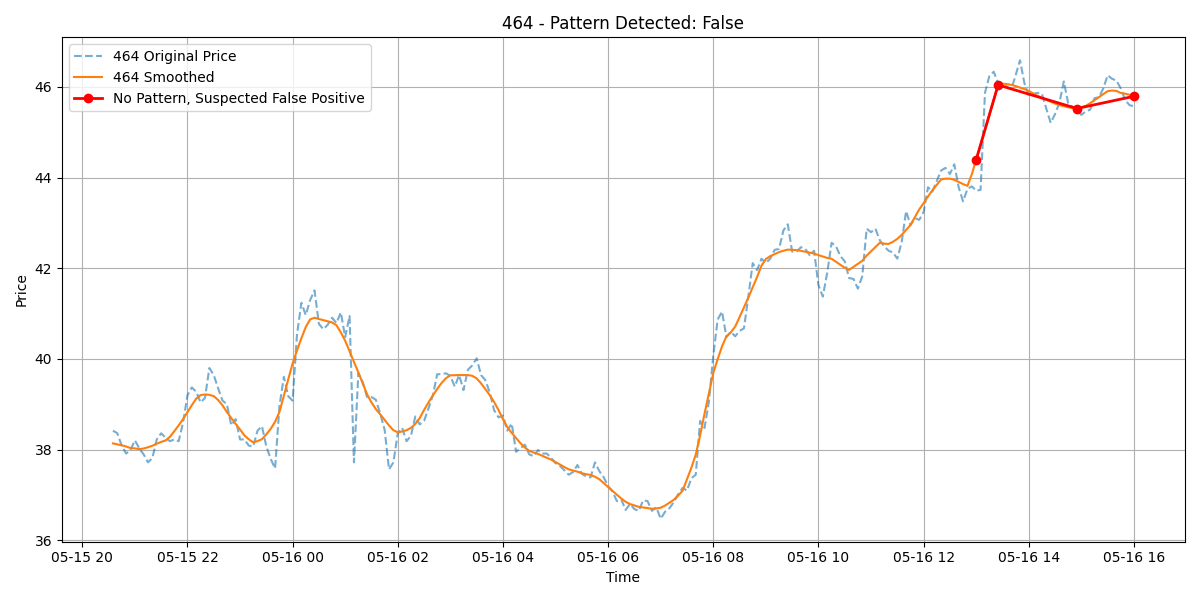 464 - Pattern Detected: False
464 Original Price
464 Smoothed
No Pattern, Suspected False Positive
Price
46
44
42
40
38
36
05-15 20 05-15 22 05-16 00 05-16 02 05-16 04 05-16 06 05-16 08 05-16 10 05-16 12 05-16 14 05-16 16
Time